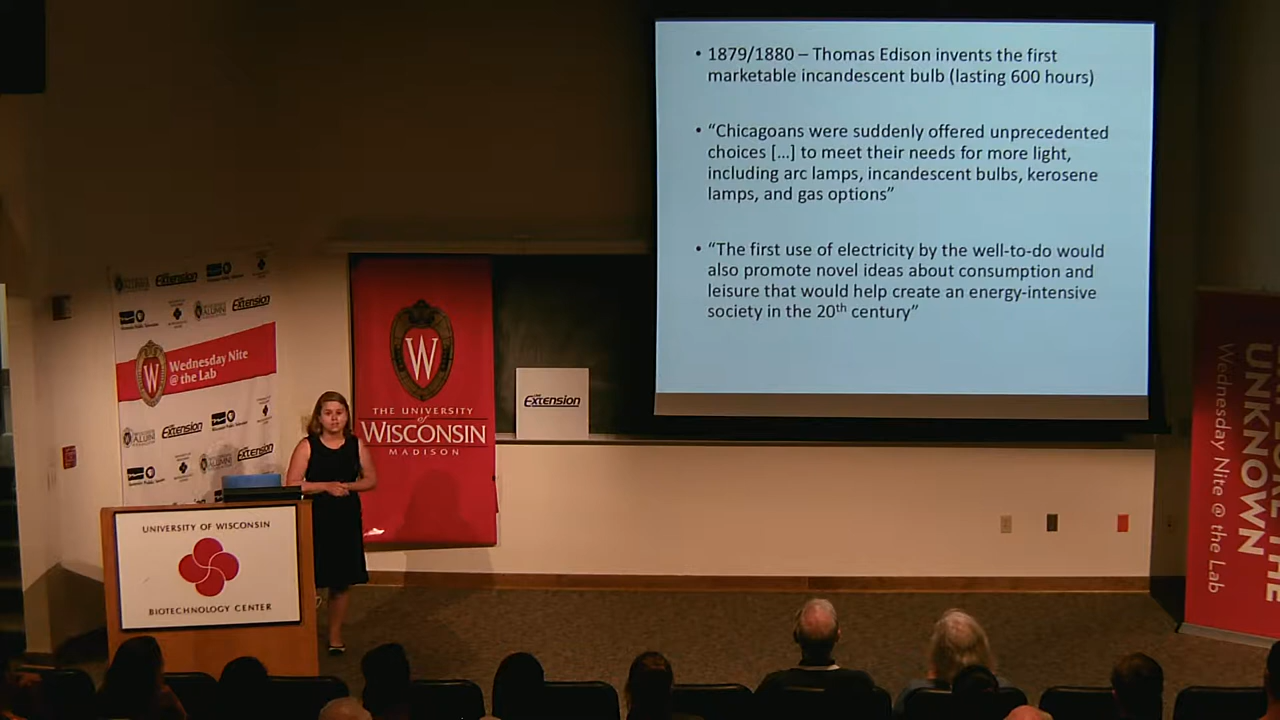 • 1879/1880 – Thomas Edison invents the first
marketable incandescent bulb (lasting 600 hours)
• “Chicagoans were suddenly offered unprecedented
choices […] to meet their needs for more light,
including arc lamps, incandescent bulbs, kerosene
lamps, and gas options”
• “The first use of electricity by the well-to-do would
also promote novel ideas about consumption and
leisure that would help create an energy-intensive
society in the 20th century”
Extension
Extension
Wednesday Nite
@ the Lab
W
Extension
Extension
W
THE UNIVERSITY
of
WISCONSIN
MADISON
Extension
UNIVERSITY OF WISCONSIN
BIOTECHNOLOGY CENTER
THE
UNKNOWN
Wednesday Nite @ the Lab